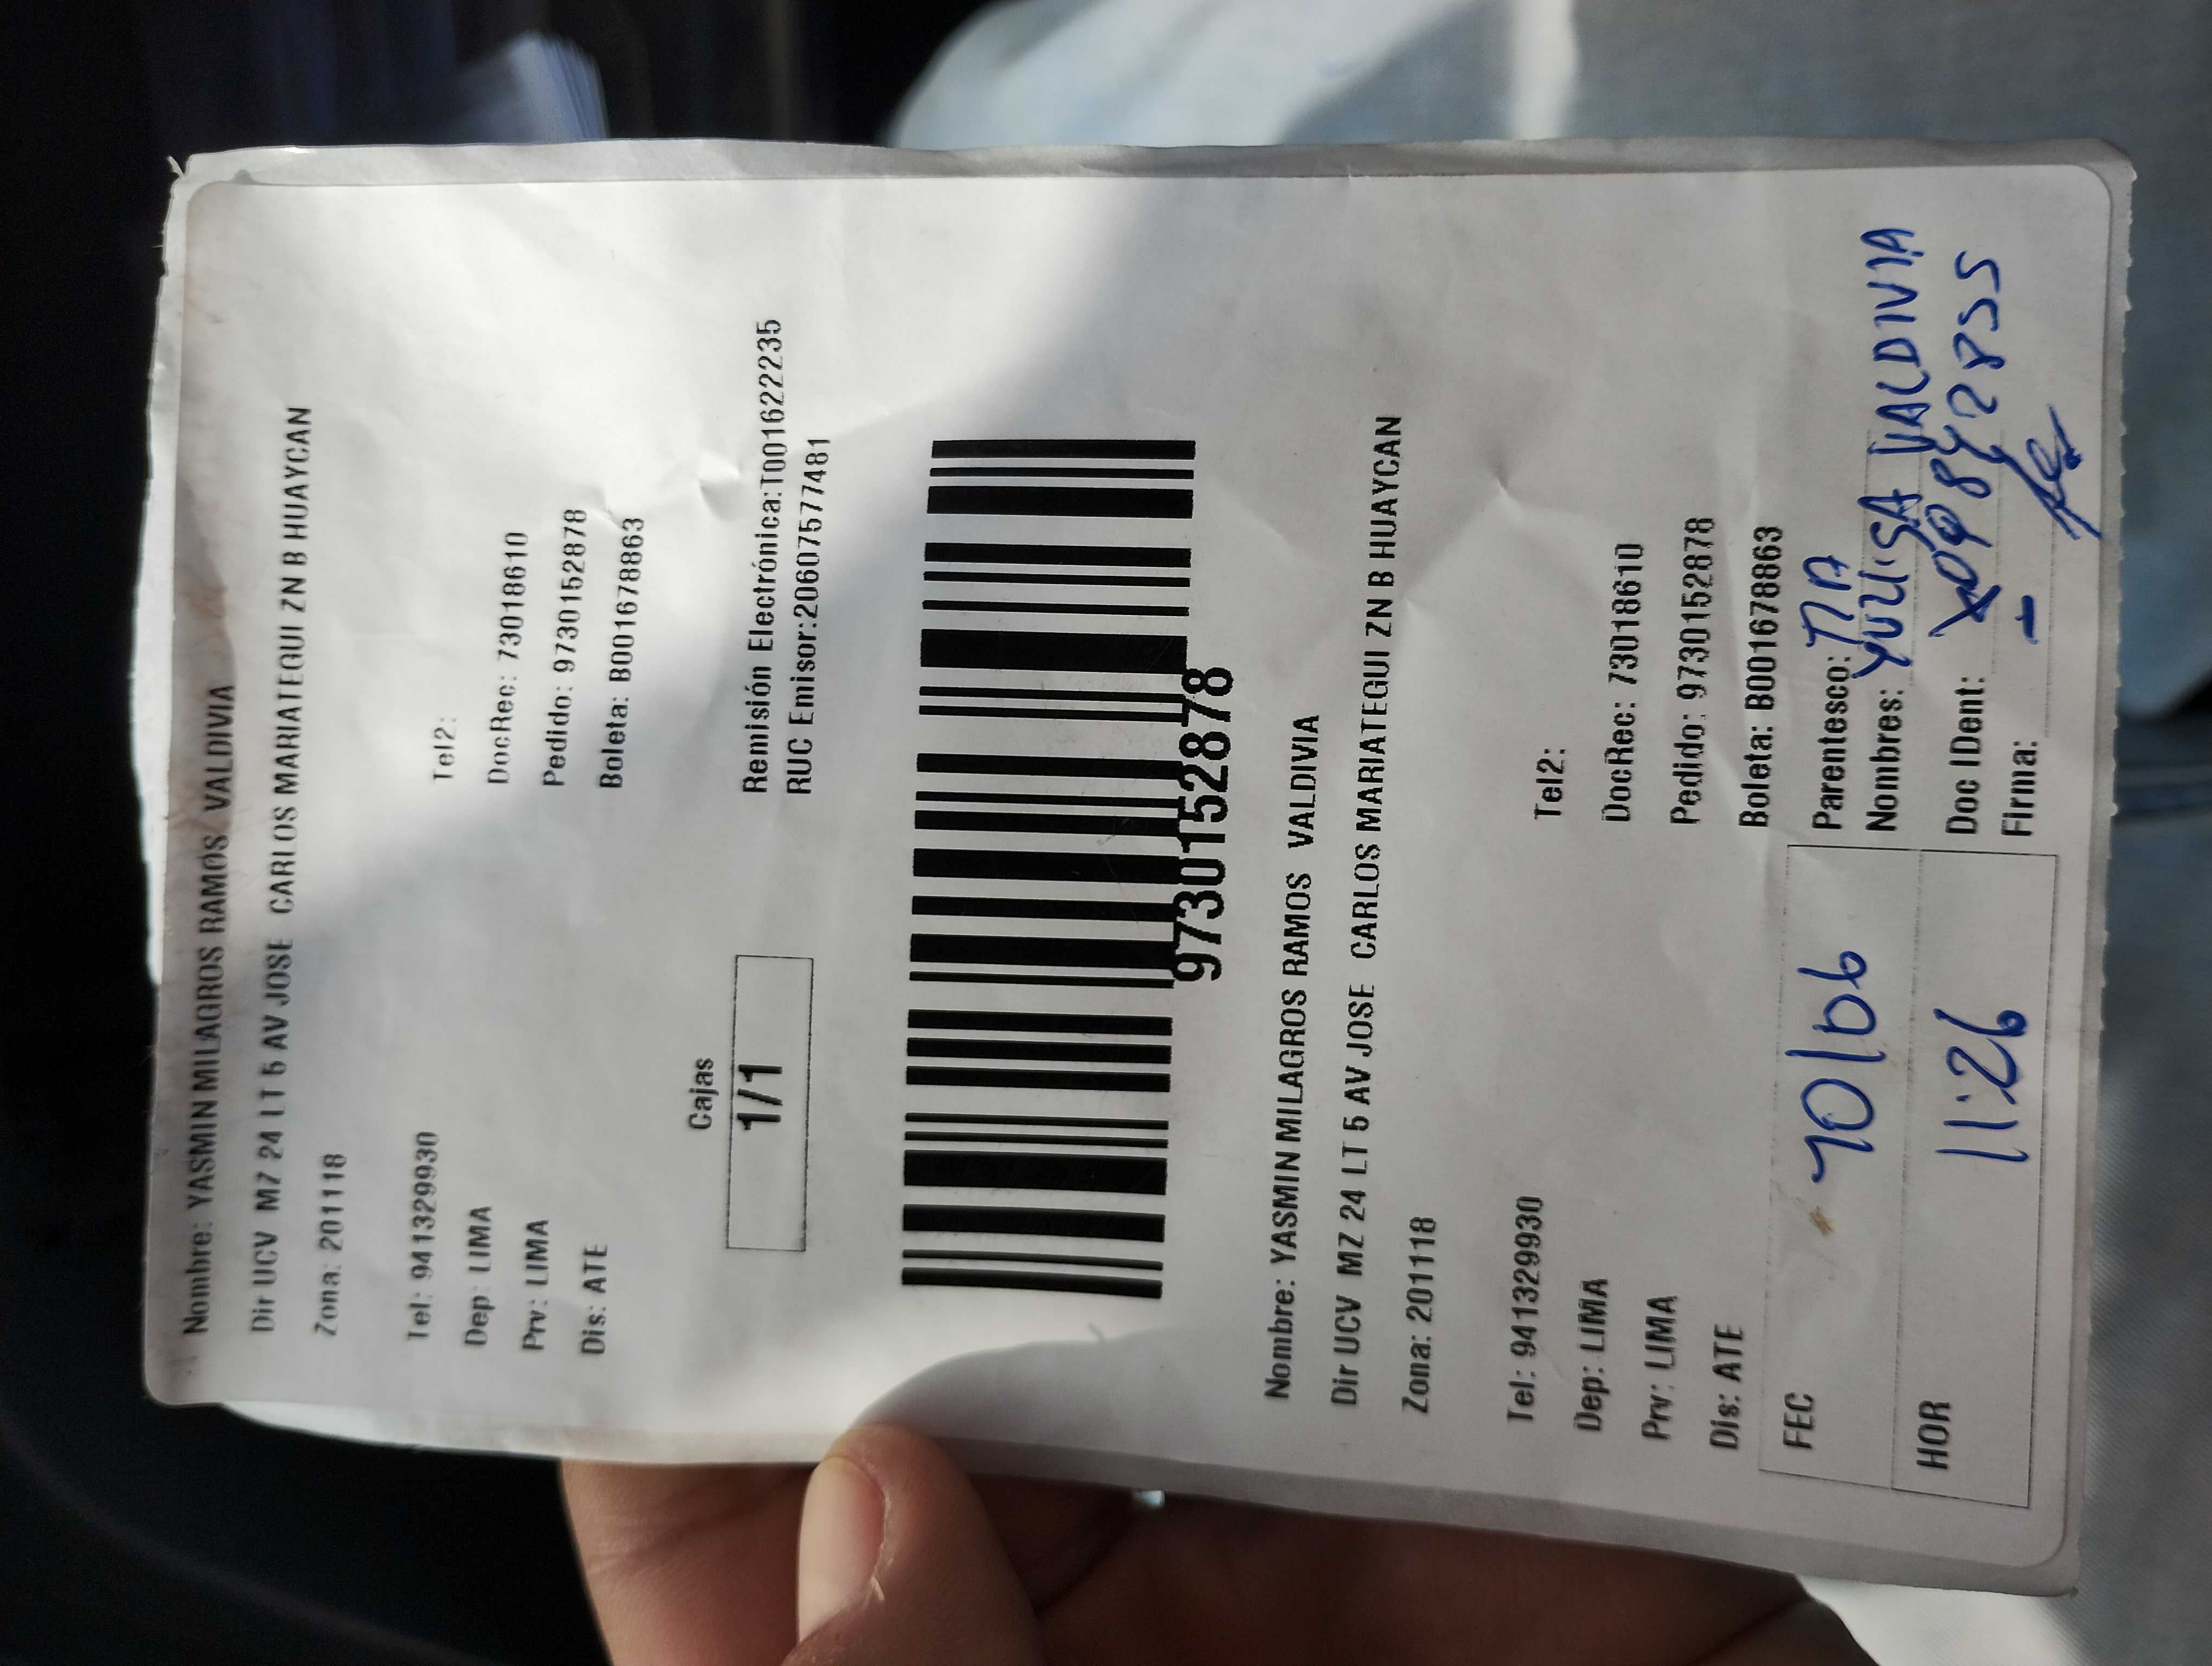 Nombre: YASMIN MILAGROS RAMOS VALDIVIA
Dir UCV MZ 24 LT 5 AV JOSE CARLOS MARIATEGUI ZN B HUAYCAN
Zona: 201118
Tel: 941329930 Tel2:
Dep: LIMA DocRec: 73018610
Prv: LIMA Pedido: 9730152878
Dis: ATE Boleta: B001678863
Cajas
1/1
Remisión Electrónica:T001622235
RUC Emisor:20607577481
9730152878
Nombre: YASMIN MILAGROS RAMOS VALDIVIA
Dir UCV MZ 24 LT 5 AV JOSE CARLOS MARIATEGUI ZN B HUAYCAN
Zona: 201118
Tel: 941329930 Tel2:
Dep: LIMA DocRec: 73018610
Prv: LIMA Pedido: 9730152878
Dis: ATE Boleta: B001678863
FEC Parentesco: TIA
Nombres: YULISA VALDIVIA
HOR 11:26 Doc IDent:
Firma: